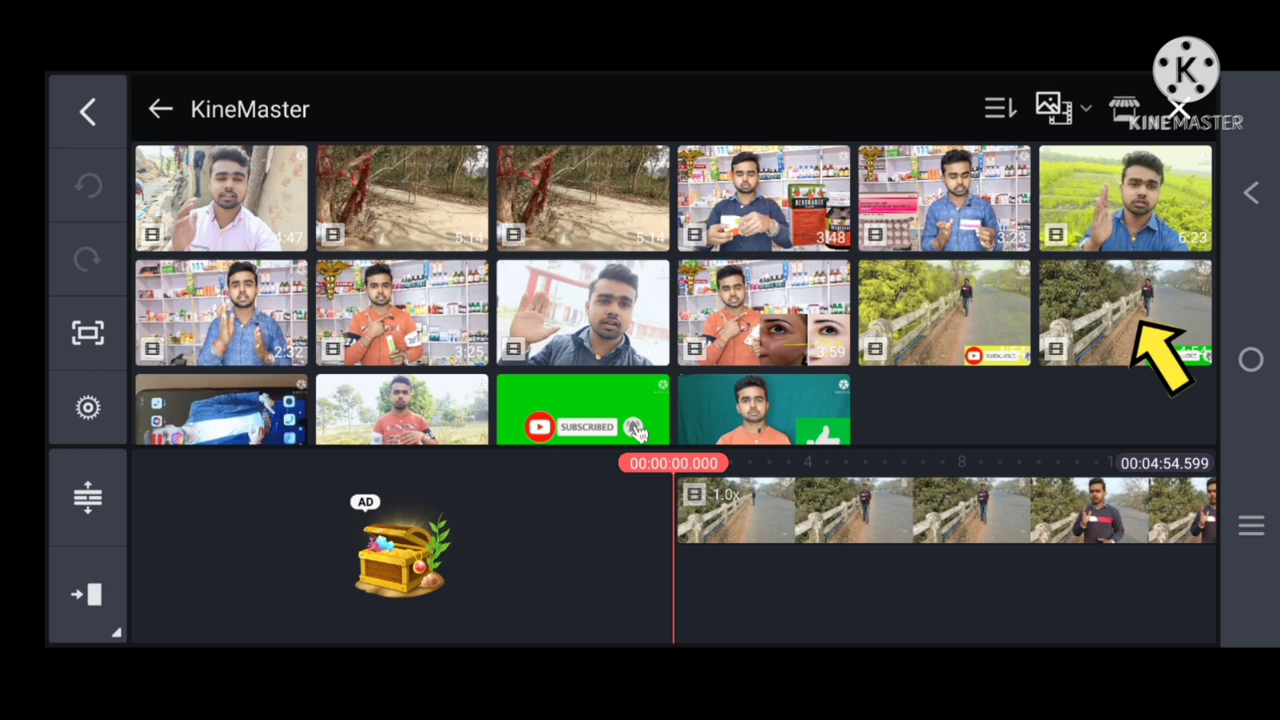 KineMaster
K
KINEMASTER
4:47
5:14
5:14
3:48
3:23
6:23
2:32
3:25
3:59
SUBSCRIBED
00:00:00.000
4
8
1
00:04:54.599
AD
1.0x